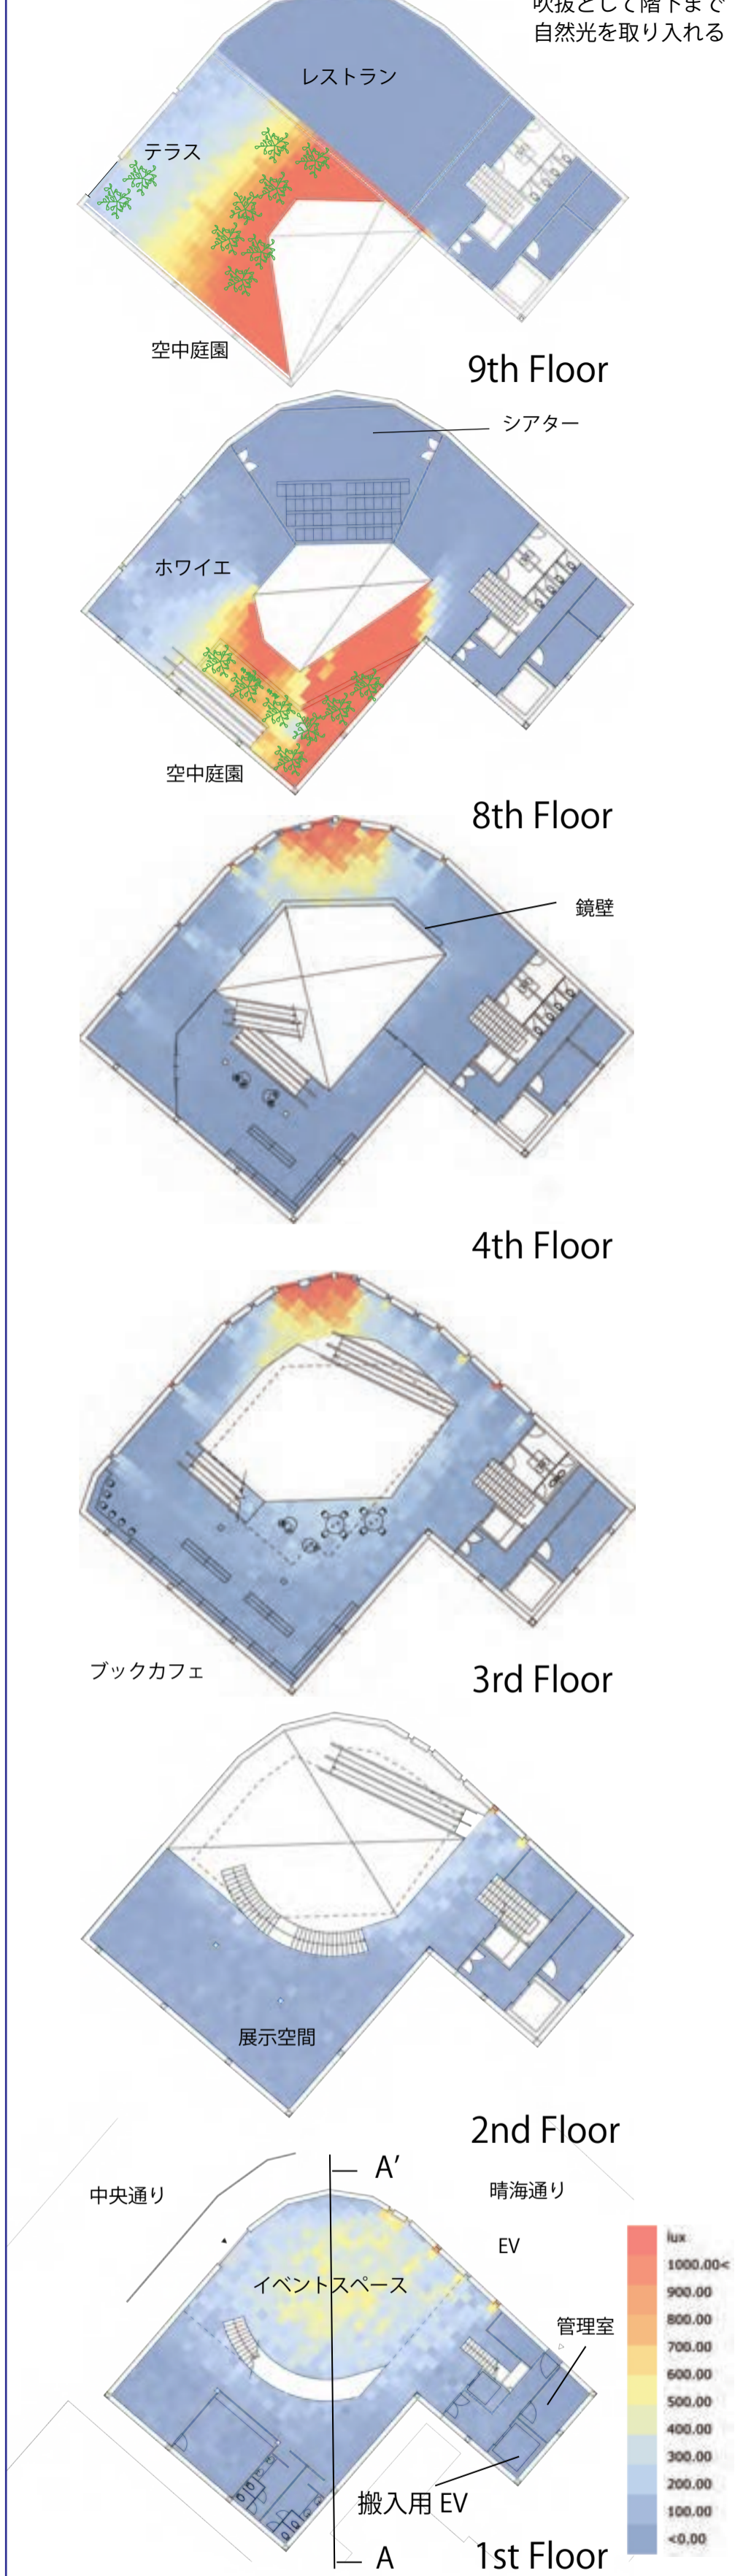 吹抜として階下まで
自然光を取り入れる
レストラン
テラス
空中庭園
9th Floor
シアター
ホワイエ
空中庭園
8th Floor
鏡壁
4th Floor
ブックカフェ
3rd Floor
展示空間
2nd Floor
A'
中央通り
晴海通り
EV
イベントスペース
管理室
搬入用 EV
A
1st Floor
lux
1000.00<
900.00
800.00
700.00
600.00
500.00
400.00
300.00
200.00
100.00
<0.00